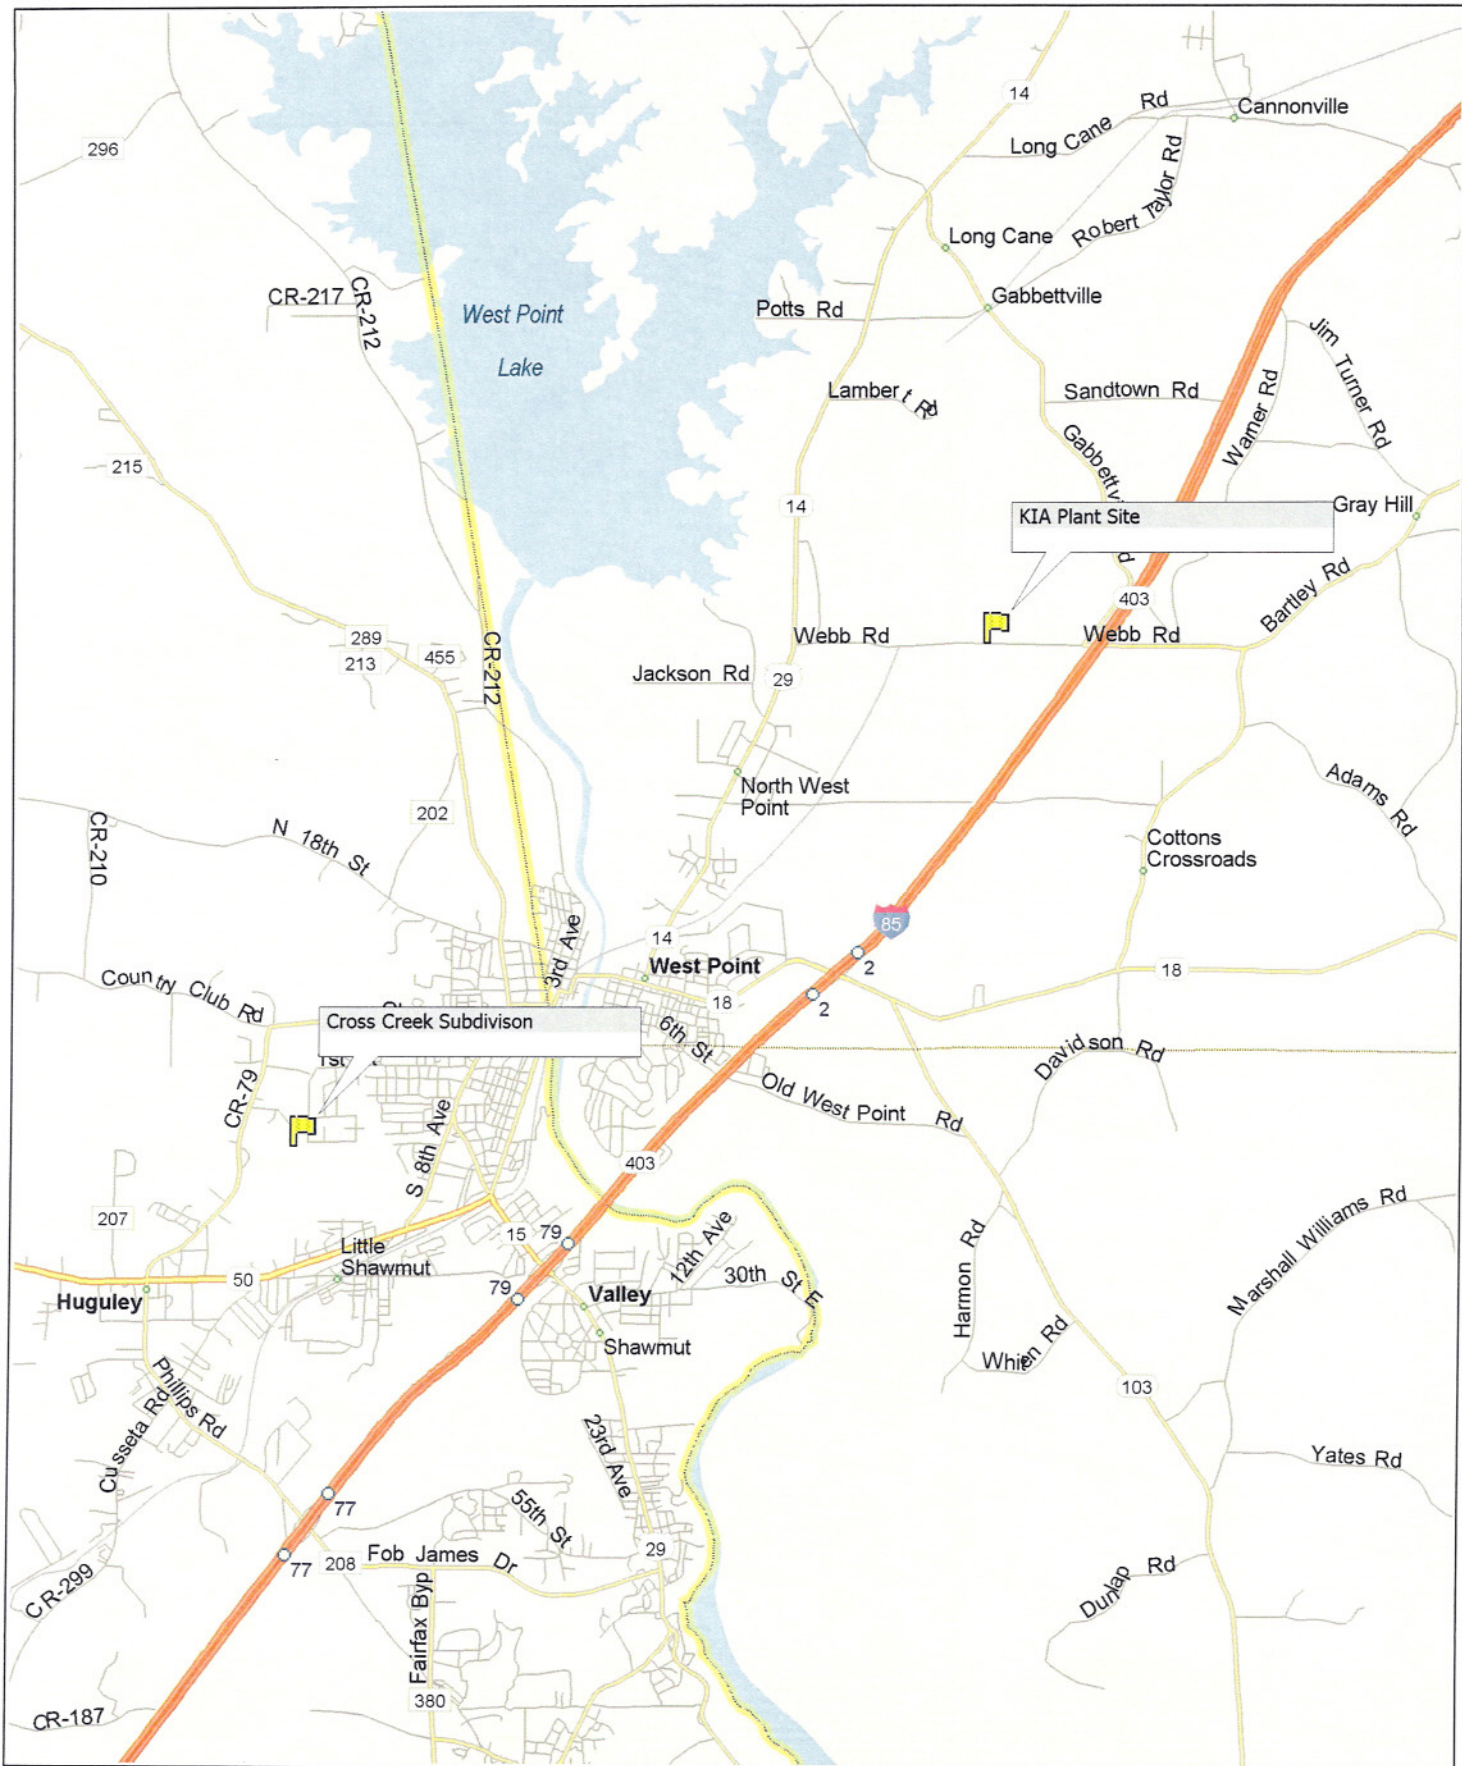 14
Rd
Cannonville
Long Cane
296
Robert Taylor Rd
Long Cane
CR-217
CR-212
Gabbettville
West Point
Lake
Potts Rd
Jim Turner Rd
Lambert Rd
Sandtown Rd
Warner Rd
215
14
KIA Plant Site
Gray Hill
403
Bartley Rd
289
213
455
CR-212
Webb Rd
Webb Rd
Jackson Rd
29
North West
Point
Adams Rd
202
N 18th St
CR-210
Cottons
Crossroads
85
3rd Ave
14
West Point
2
18
18
2
Country Club Rd
Cross Creek Subdivison
6th St
Davidson Rd
Old West Point Rd
CR-79
S 8th Ave
403
207
15
79
12th Ave
Harmon Rd
Marshall Williams Rd
Little
Shawmut
50
Huguley
79
Valley
30th St E
Shawmut
103
Phillips Rd
Cusseta Rd
23rd Ave
Yates Rd
77
55th St
77
208
Fob James Dr
29
CR-299
Fairfax Byp
Dunlap Rd
380
CR-187